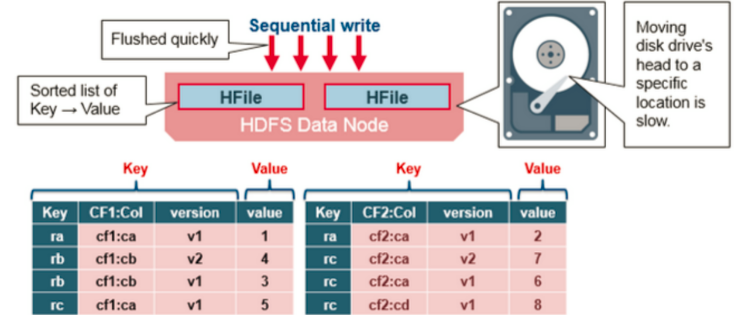 Flushed quickly
Sequential write
Moving
disk drive's
head to a
specific
location is
slow.
Sorted list of
Key → Value
HFile HFile
HDFS Data Node
Key Value Key Value
Key CF1:Col version value Key CF2:Col version value
ra cf1:ca v1 1 ra cf2:ca v1 2
rb cf1:cb v2 4 rc cf2:ca v2 7
rb cf1:cb v1 3 rc cf2:ca v1 6
rc cf1:ca v1 5 rc cf2:cd v1 8